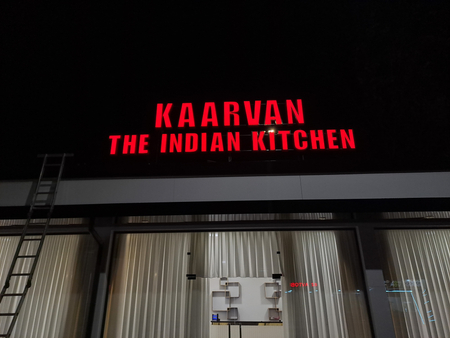 KAARVAN
THE INDIAN KITCHEN